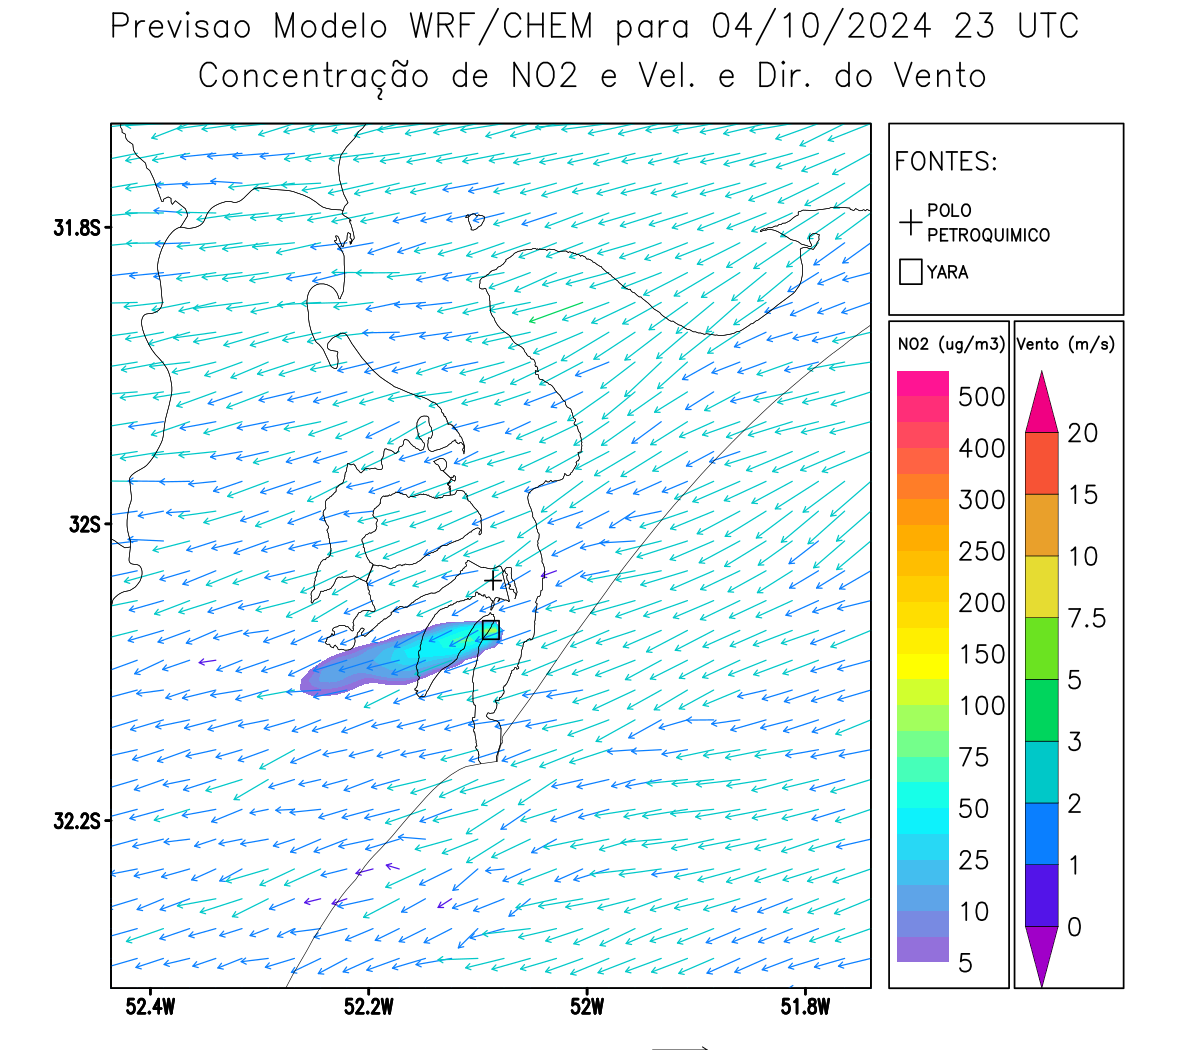 Previsao Modelo WRF/CHEM para 04/10/2024 23 UTC
Concentração de NO2 e Vel. e Dir. do Vento
FONTES:
POLO
PETROQUIMICO
YARA
31.8S
32S
32.2S
52.4W
52.2W
52W
51.8W
NO2 (ug/m3)
500
400
300
250
200
150
100
75
50
25
10
5
Vento (m/s)
20
15
10
7.5
5
3
2
1
0